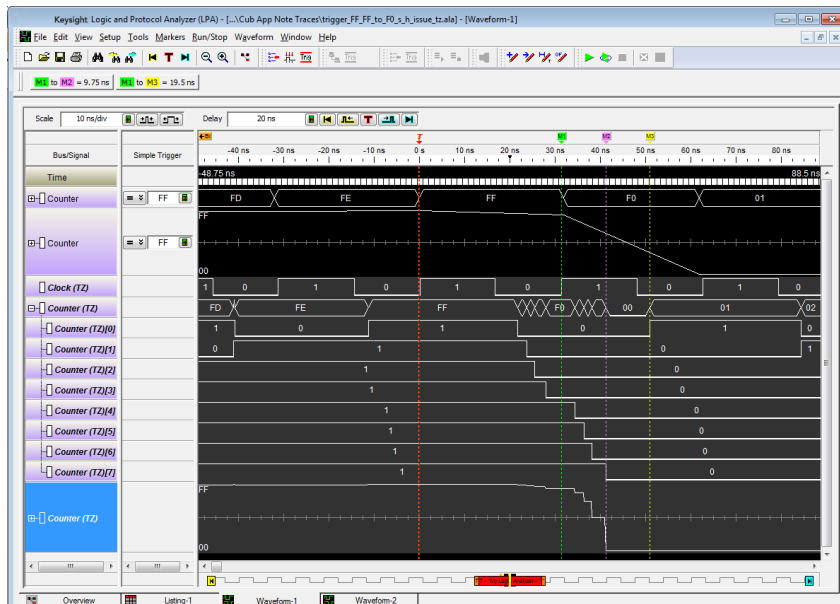 Keysight Logic and Protocol Analyzer (LPA) - [...\Cub App Note Traces\trigger_FF_FF_to_F0_s_h_issue_tz.ala] - [Waveform-1]
File Edit View Setup Tools Markers Run/Stop Waveform Window Help
M1 to M2 = 9.75 ns M1 to M3 = 19.5 ns
Scale 10 ns/div Delay 20 ns
Bus/Signal Simple Trigger
T M1 M2 M3
-40 ns -30 ns -20 ns -10 ns 0 s 10 ns 20 ns 30 ns 40 ns 50 ns 60 ns 70 ns 80 ns
Time -48.75 ns 88.5 ns
Counter = FF FD FE FF F0 01
FF
Counter = FF
00
Clock (TZ) 1 0 1 0 1 0 1 0 1 0
Counter (TZ) FD FE FF F0 00 01 02
Counter (TZ)[0] 1 0 1 0 1 0
Counter (TZ)[1] 0 1 0 1
Counter (TZ)[2] 1 0
Counter (TZ)[3] 1 0
Counter (TZ)[4] 1 0
Counter (TZ)[5] 1 0
Counter (TZ)[6] 1 0
Counter (TZ)[7] 1 0
FF
Counter (TZ)
00
Overview Listing-1 Waveform-1 Waveform-2